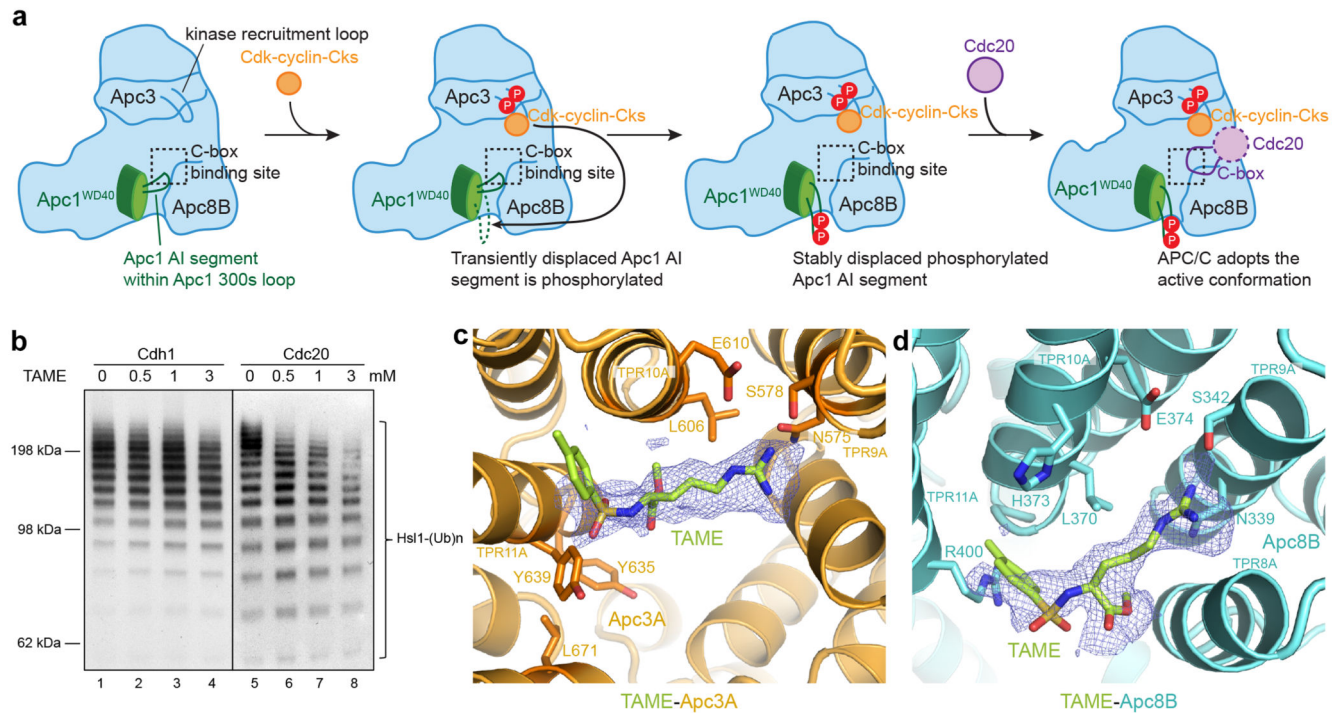 a
kinase recruitment loop
Cdk-cyclin-Cks
Apc3
C-box
binding site
Apc1WD40
Apc8B
Apc1 AI segment
within Apc1 300s loop
Apc3
P
P
Cdk-cyclin-Cks
C-box
binding site
Apc1WD40
Apc8B
Transiently displaced Apc1 AI
segment is phosphorylated
Apc3
P
P
Cdk-cyclin-Cks
C-box
binding site
Apc1WD40
Apc8B
P
P
Stably displaced phosphorylated
Apc1 AI segment
Cdc20
Apc3
P
P
Cdk-cyclin-Cks
Cdc20
C-box
Apc1WD40
Apc8B
P
P
APC/C adopts the
active conformation
b
Cdh1 Cdc20
TAME 0 0.5 1 3 0 0.5 1 3 mM
198 kDa
98 kDa
62 kDa
Hsl1-(Ub)n
1 2 3 4 5 6 7 8
c
E610
TPR10A
S578
L606
N575
TPR9A
TAME
TPR11A
Y639
Y635
Apc3A
L671
TAME-Apc3A
d
TPR10A
TPR9A
S342
E374
H373
TPR11A
L370
N339
Apc8B
R400
TPR8A
TAME
TAME-Apc8B